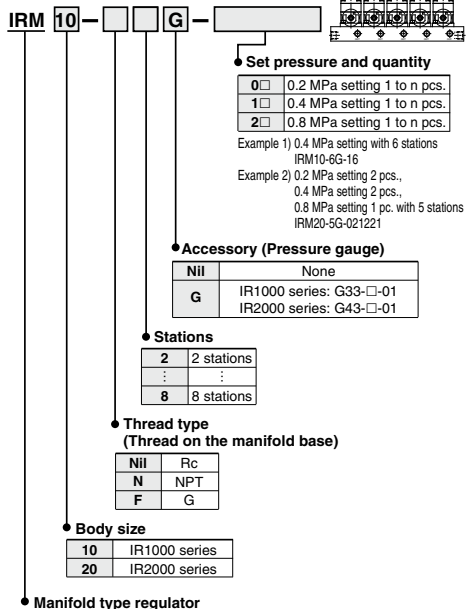 IRM 10 – □ □ G – □
Set pressure and quantity
0□ 0.2 MPa setting 1 to n pcs.
1□ 0.4 MPa setting 1 to n pcs.
2□ 0.8 MPa setting 1 to n pcs.
Example 1) 0.4 MPa setting with 6 stations
IRM10-6G-16
Example 2) 0.2 MPa setting 2 pcs.,
0.4 MPa setting 2 pcs.,
0.8 MPa setting 1 pc. with 5 stations
IRM20-5G-021221
Accessory (Pressure gauge)
Nil None
G IR1000 series: G33-□-01
IR2000 series: G43-□-01
Stations
2 2 stations
⋮ ⋮
8 8 stations
Thread type
(Thread on the manifold base)
Nil Rc
N NPT
F G
Body size
10 IR1000 series
20 IR2000 series
Manifold type regulator